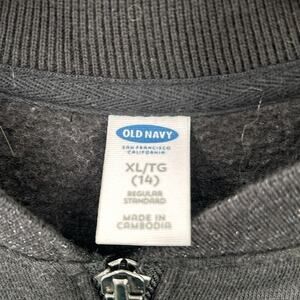 OLD NAVY
SAN FRANCISCO
CALIFORNIA
XL/TG
(14)
REGULAR
STANDARD
MADE IN
CAMBODIA